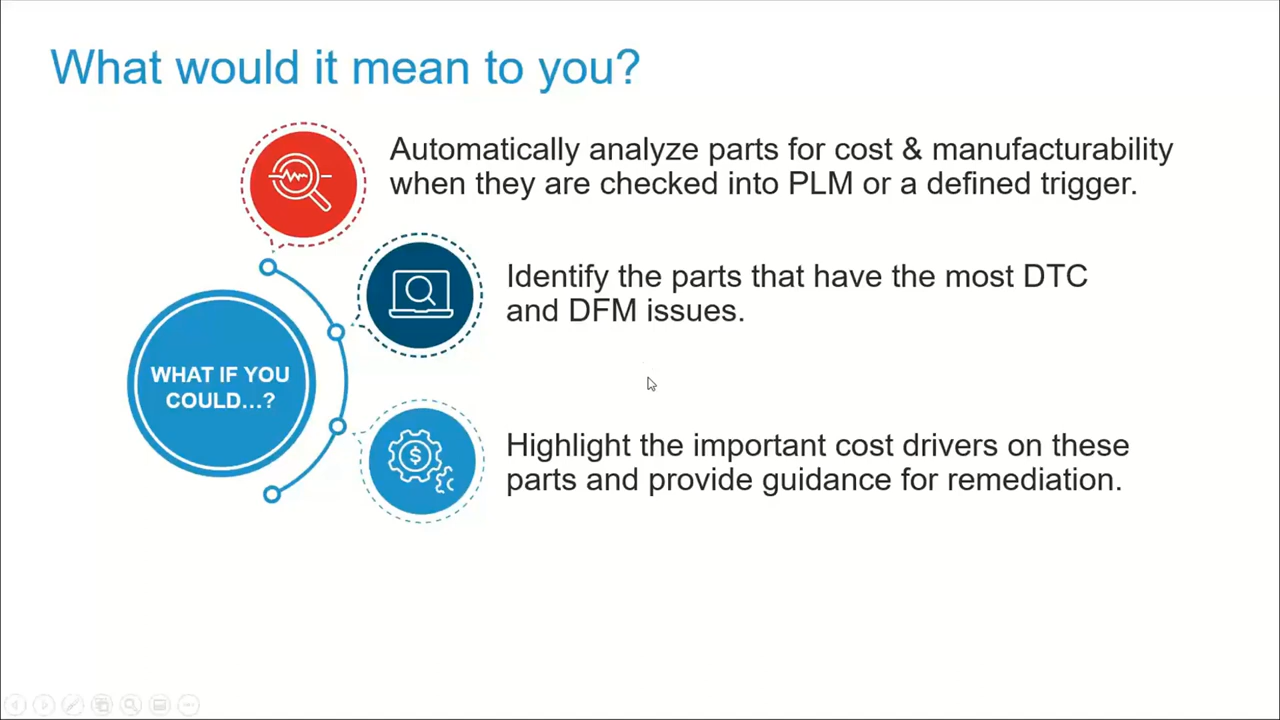 What would it mean to you?
Automatically analyze parts for cost & manufacturability
when they are checked into PLM or a defined trigger.
Identify the parts that have the most DTC
and DFM issues.
WHAT IF YOU
COULD...?
$
Highlight the important cost drivers on these
parts and provide guidance for remediation.